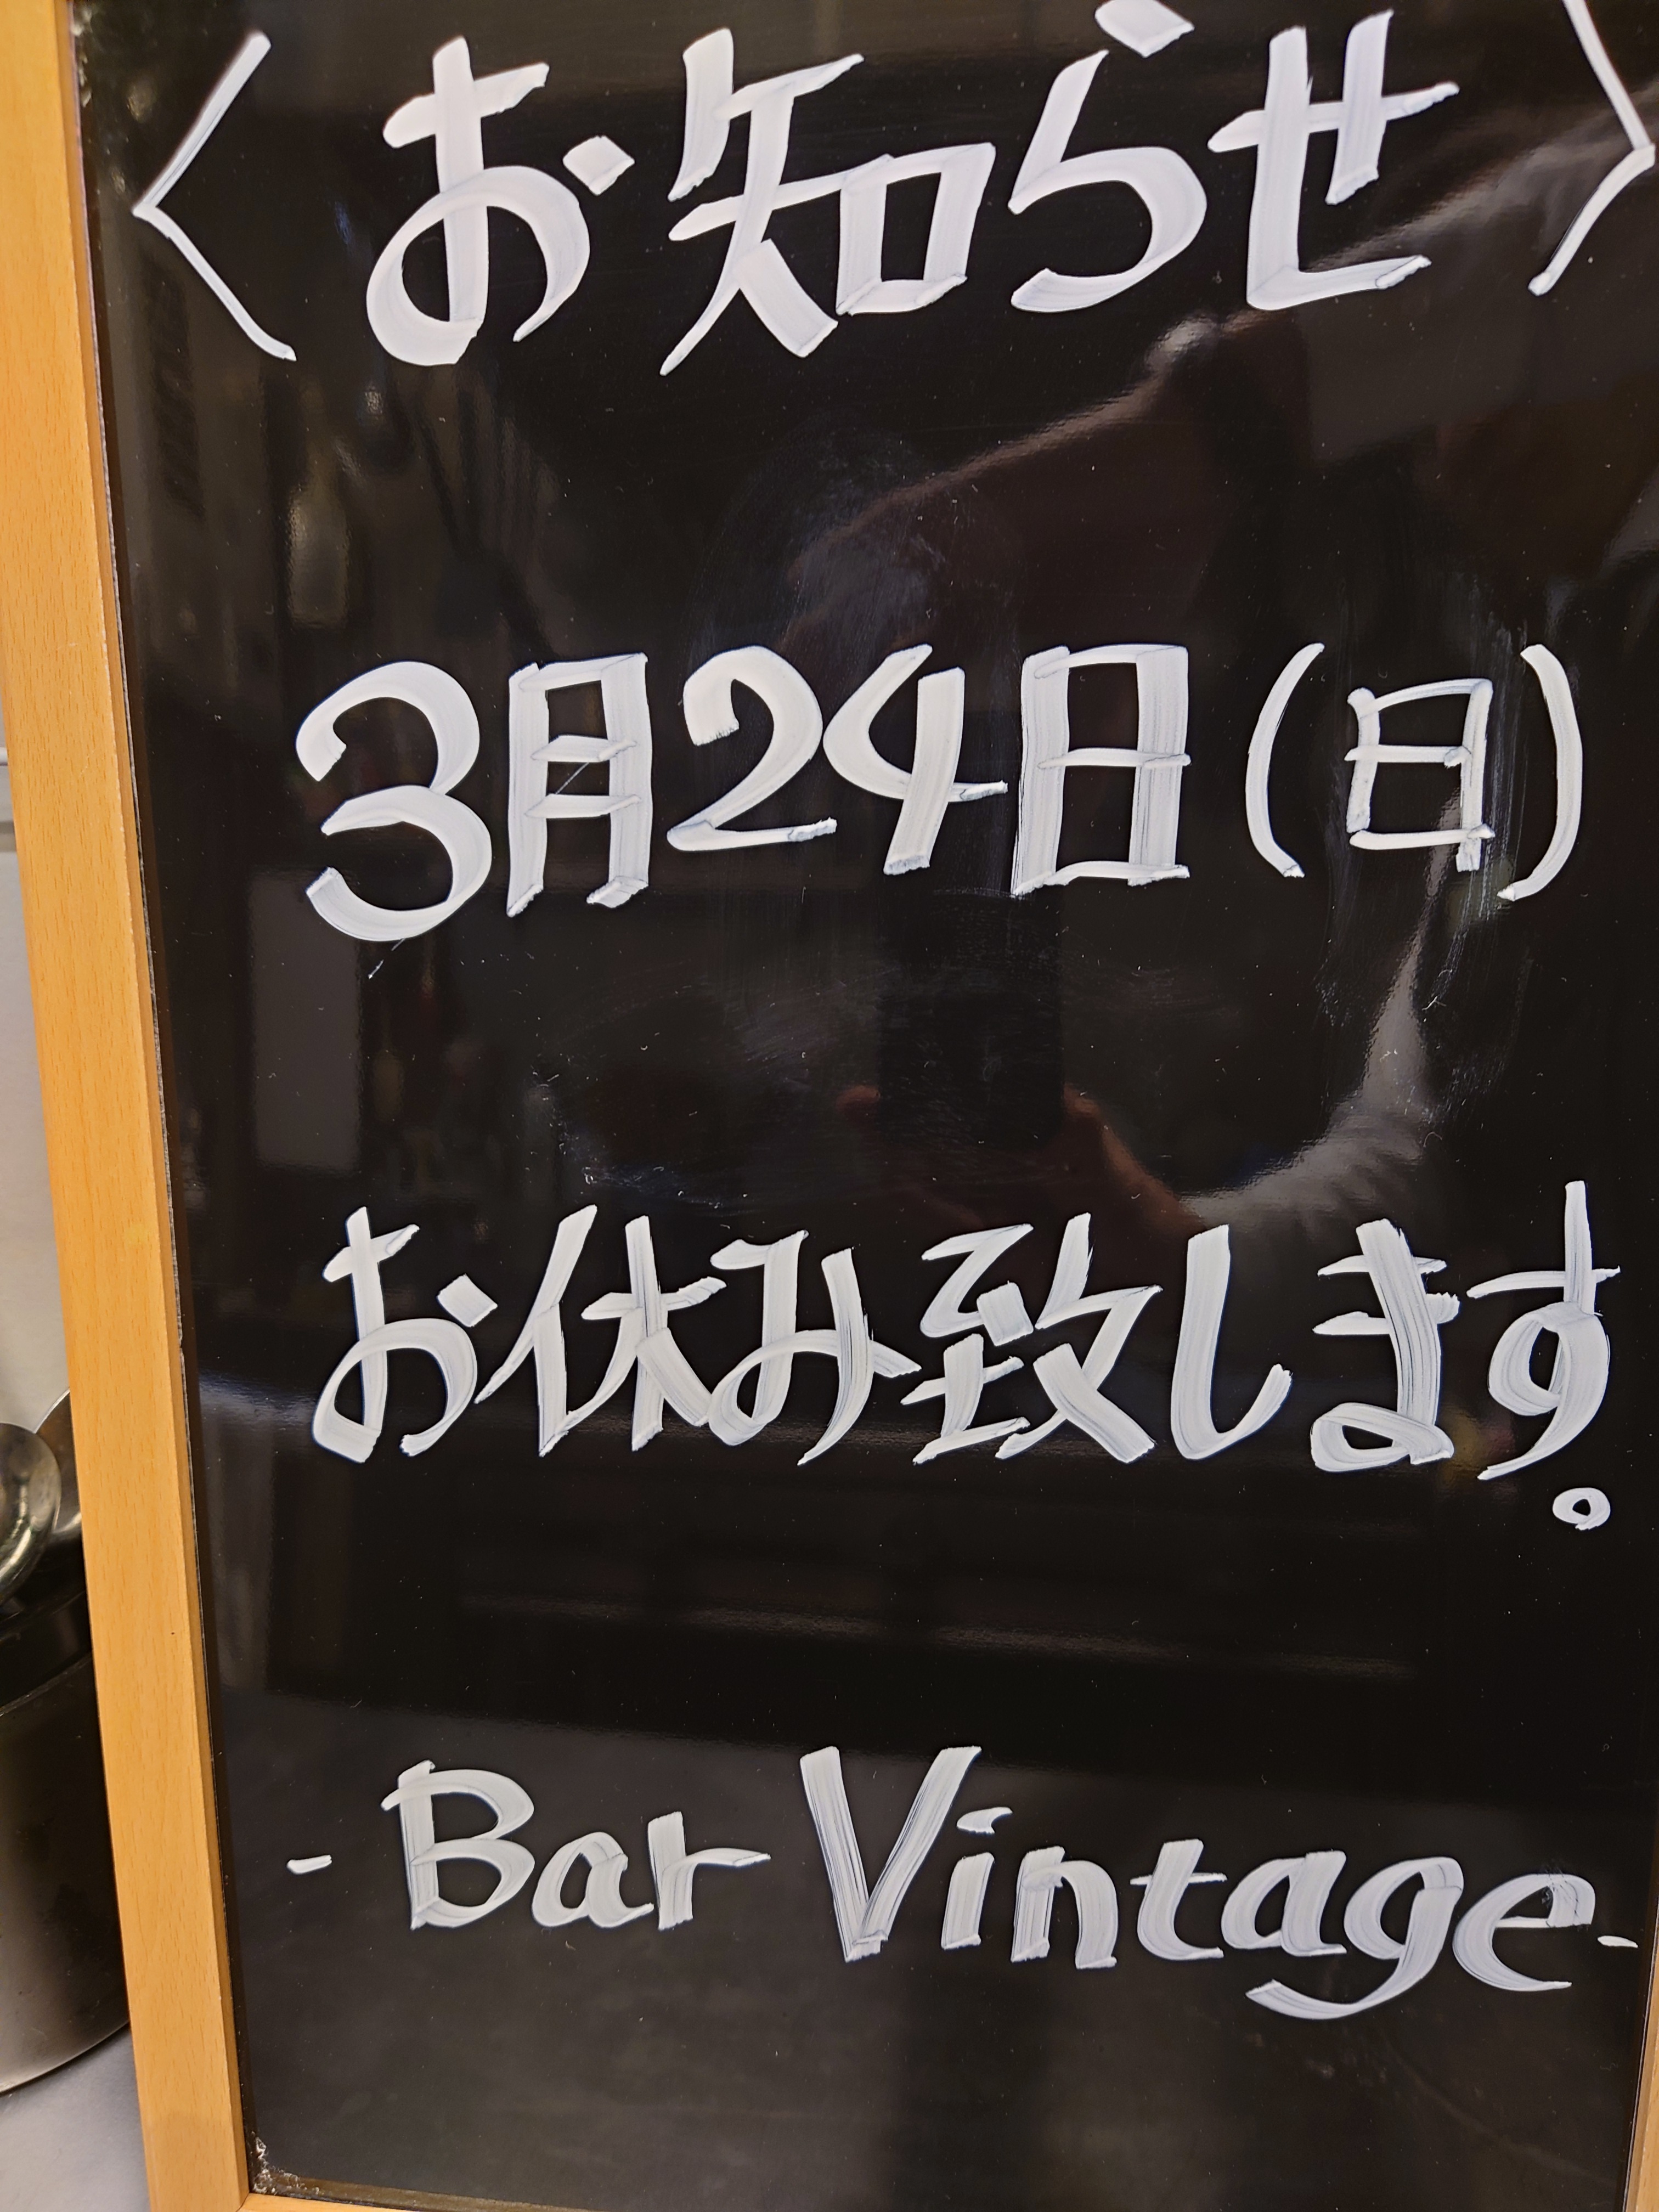 〈お知らせ〉
3月24日(日)
お休み致します。
-Bar Vintage-